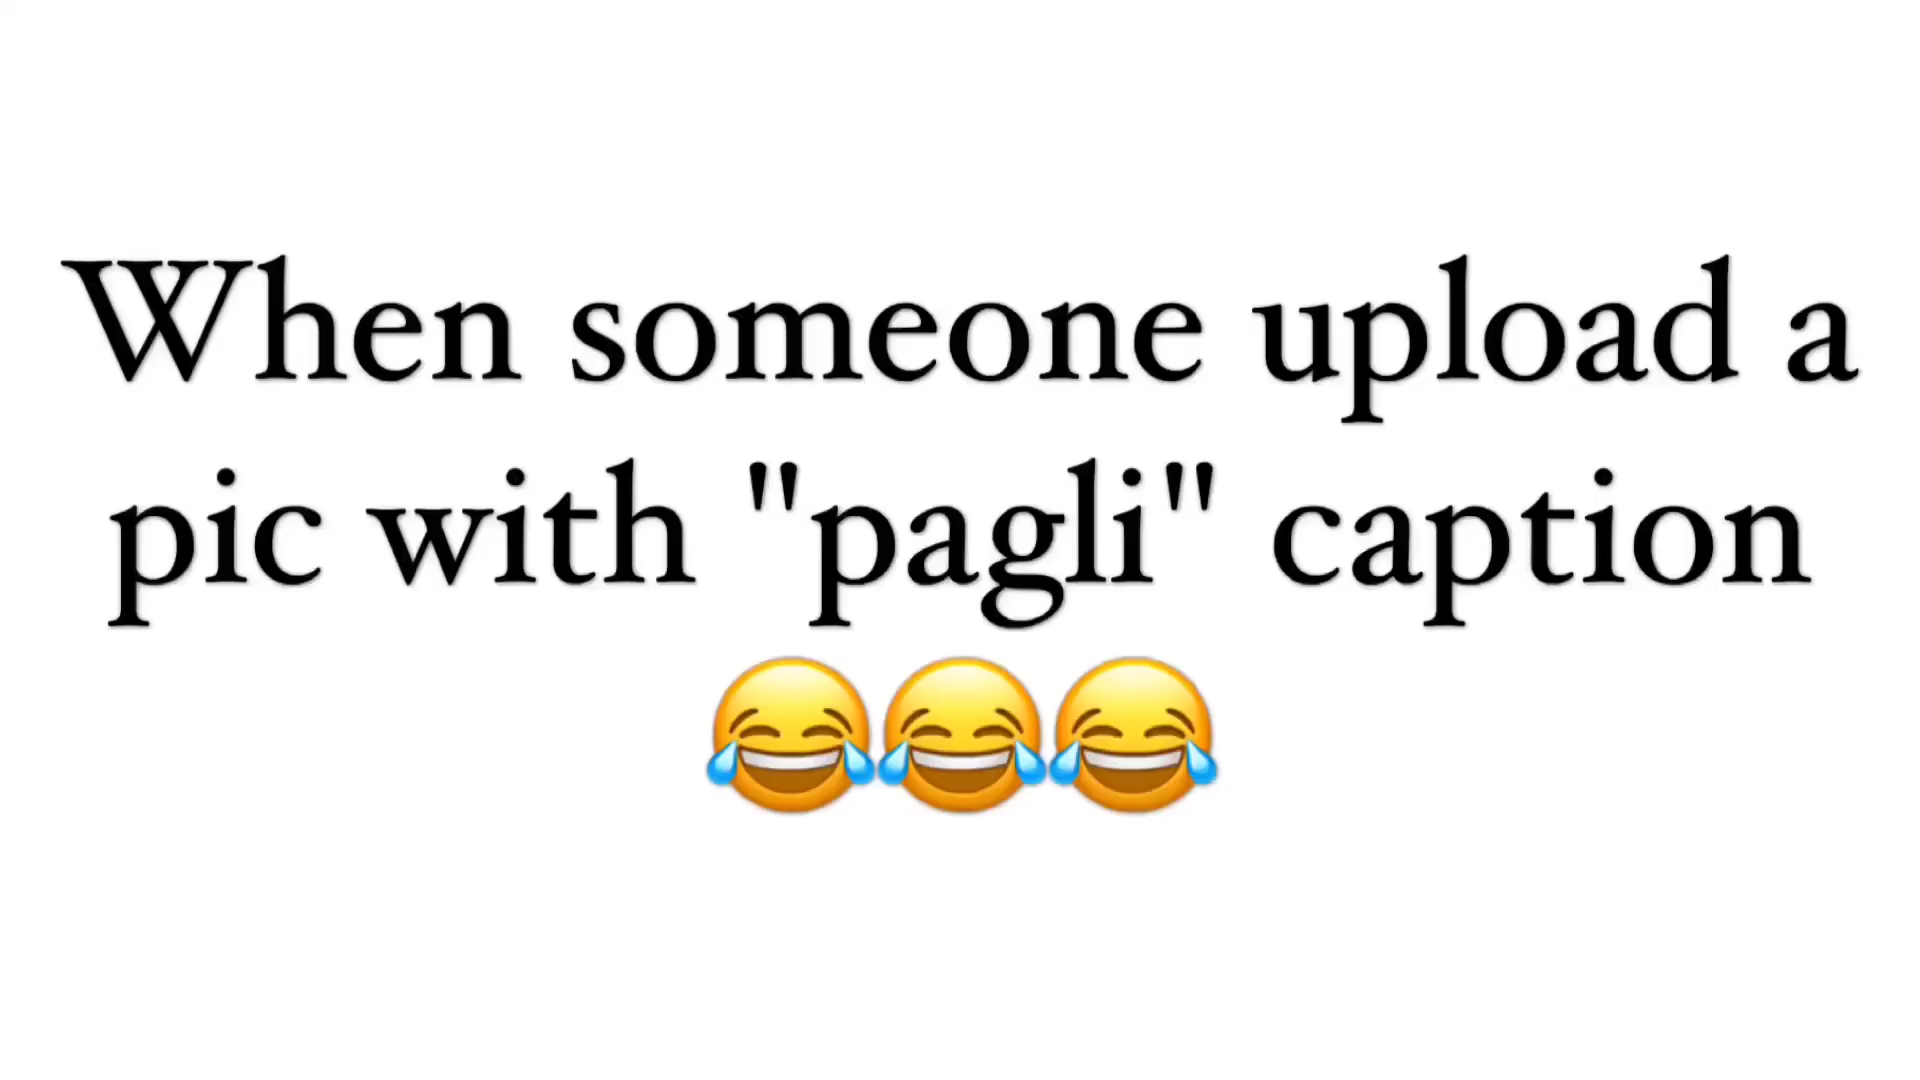 When someone upload a
pic with "pagli" caption
😂😂😂